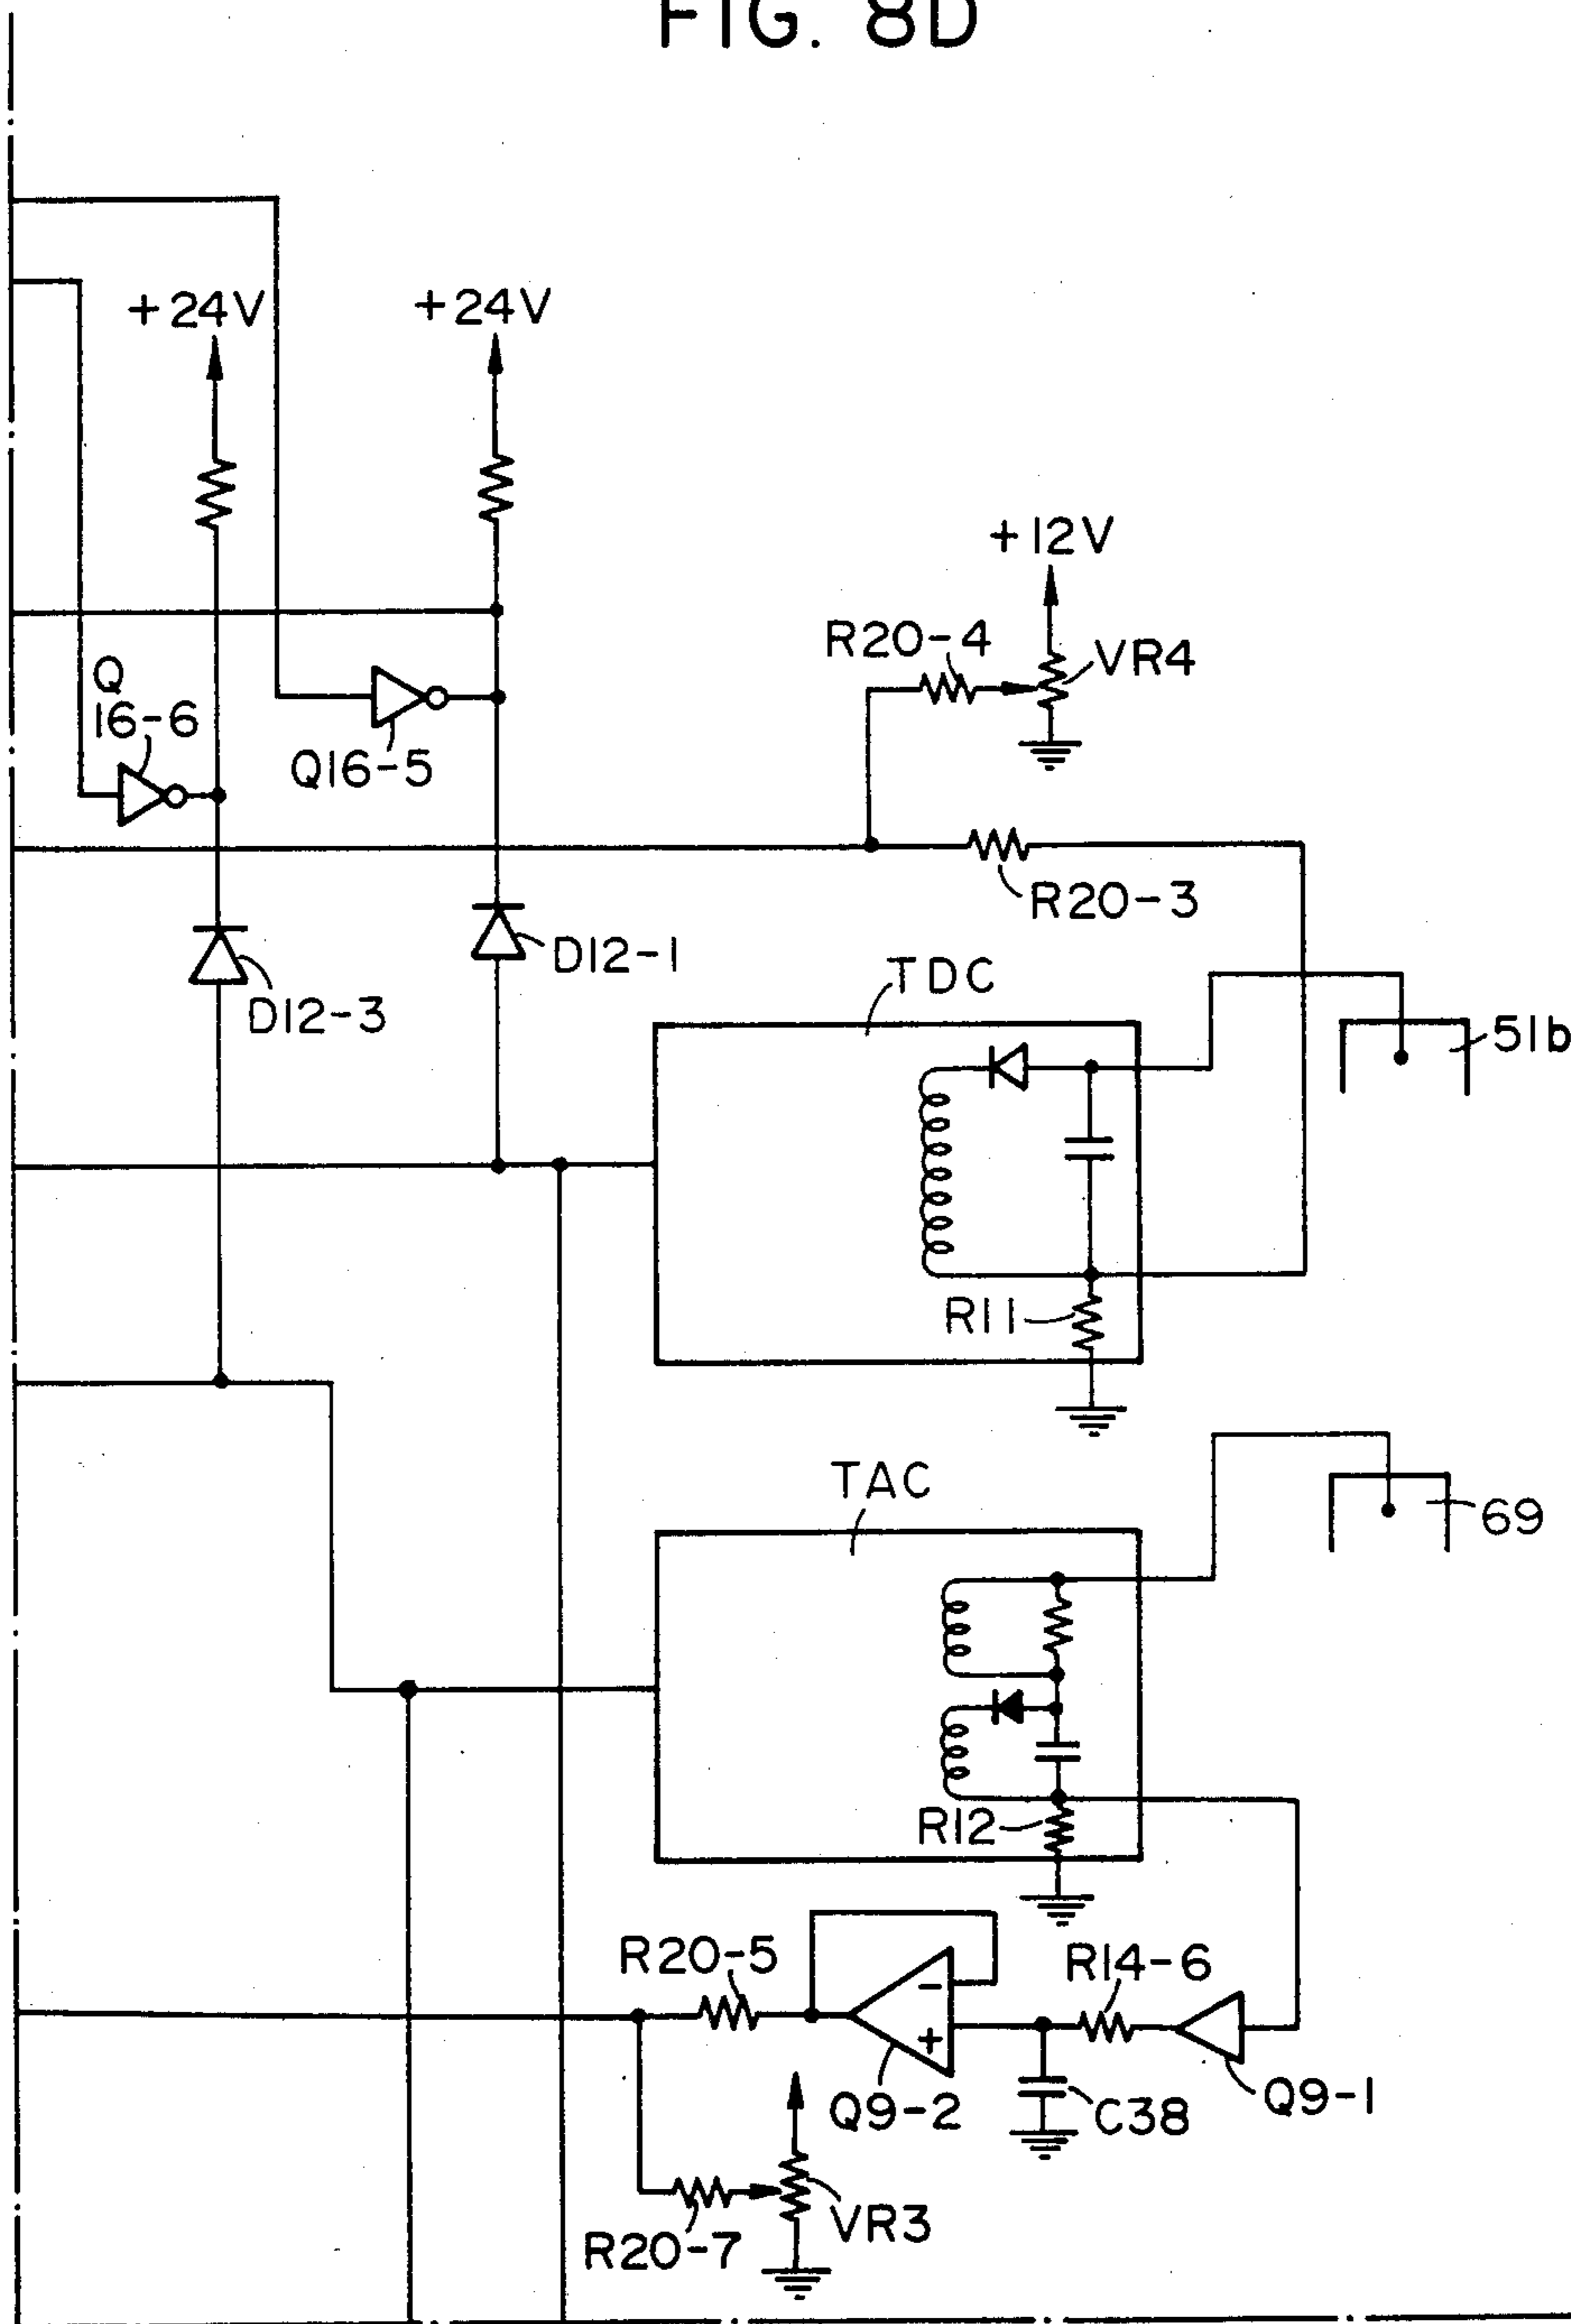 FIG. 8D
+24V
+24V
+12V
R20-4
VR4
Q
16-6
Q16-5
R20-3
D12-1
D12-3
TDC
51b
R11
TAC
69
R12
R20-5
R14-6
-
+
Q9-2
C38
Q9-1
VR3
R20-7